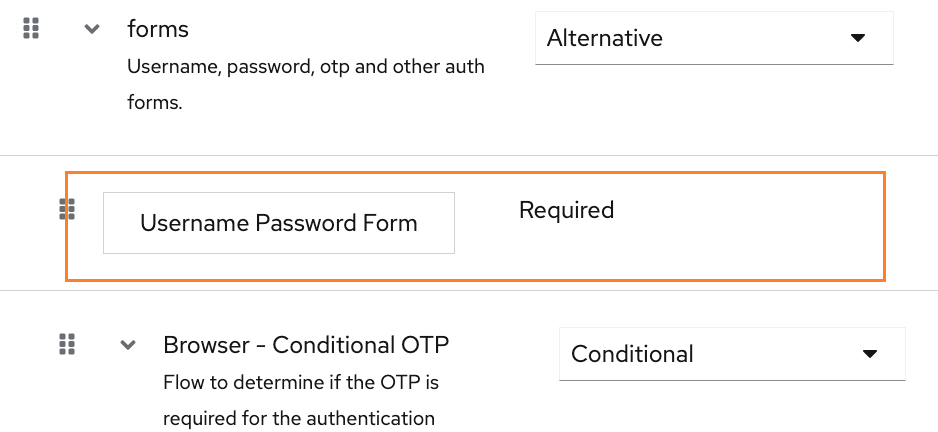 forms
Alternative
Username, password, otp and other auth
forms.
Username Password Form
Required
Browser - Conditional OTP
Conditional
Flow to determine if the OTP is
required for the authentication